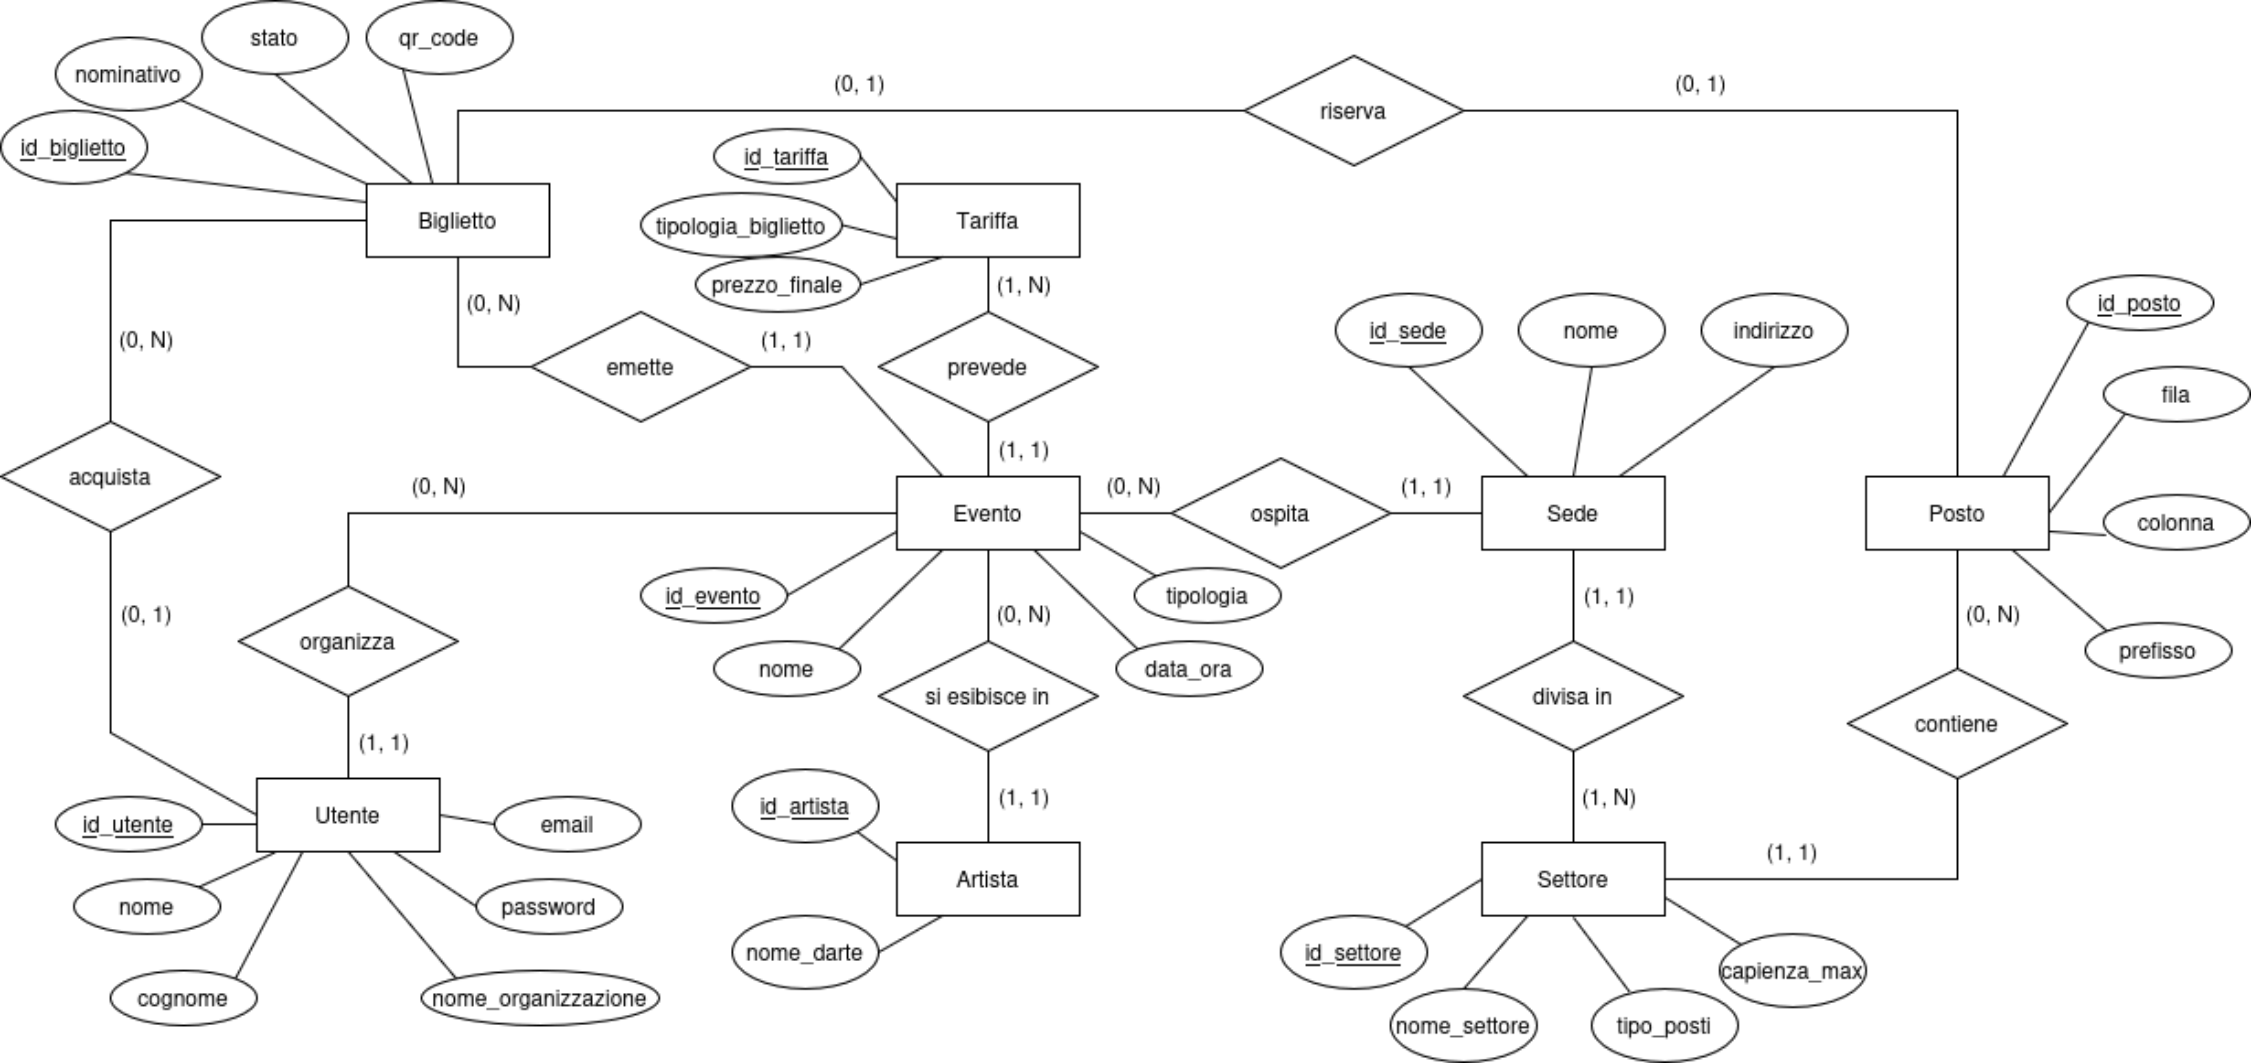 stato
qr_code
nominativo
(0, 1)
(0, 1)
riserva
id_biglietto
id_tariffa
Biglietto
tipologia_biglietto
Tariffa
prezzo_finale
(1, N)
(0, N)
id_posto
(0, N)
(1, 1)
id_sede
nome
indirizzo
emette
prevede
fila
(1, 1)
acquista
(0, N)
(0, N)
(1, 1)
Evento
ospita
Sede
Posto
colonna
id_evento
tipologia
(1, 1)
(0, 1)
(0, N)
(0, N)
organizza
nome
data_ora
prefisso
si esibisce in
divisa in
contiene
(1, 1)
(1, 1)
(1, N)
id_artista
Utente
id_utente
email
(1, 1)
Artista
Settore
nome
password
nome_darte
id_settore
capienza_max
cognome
nome_organizzazione
nome_settore
tipo_posti